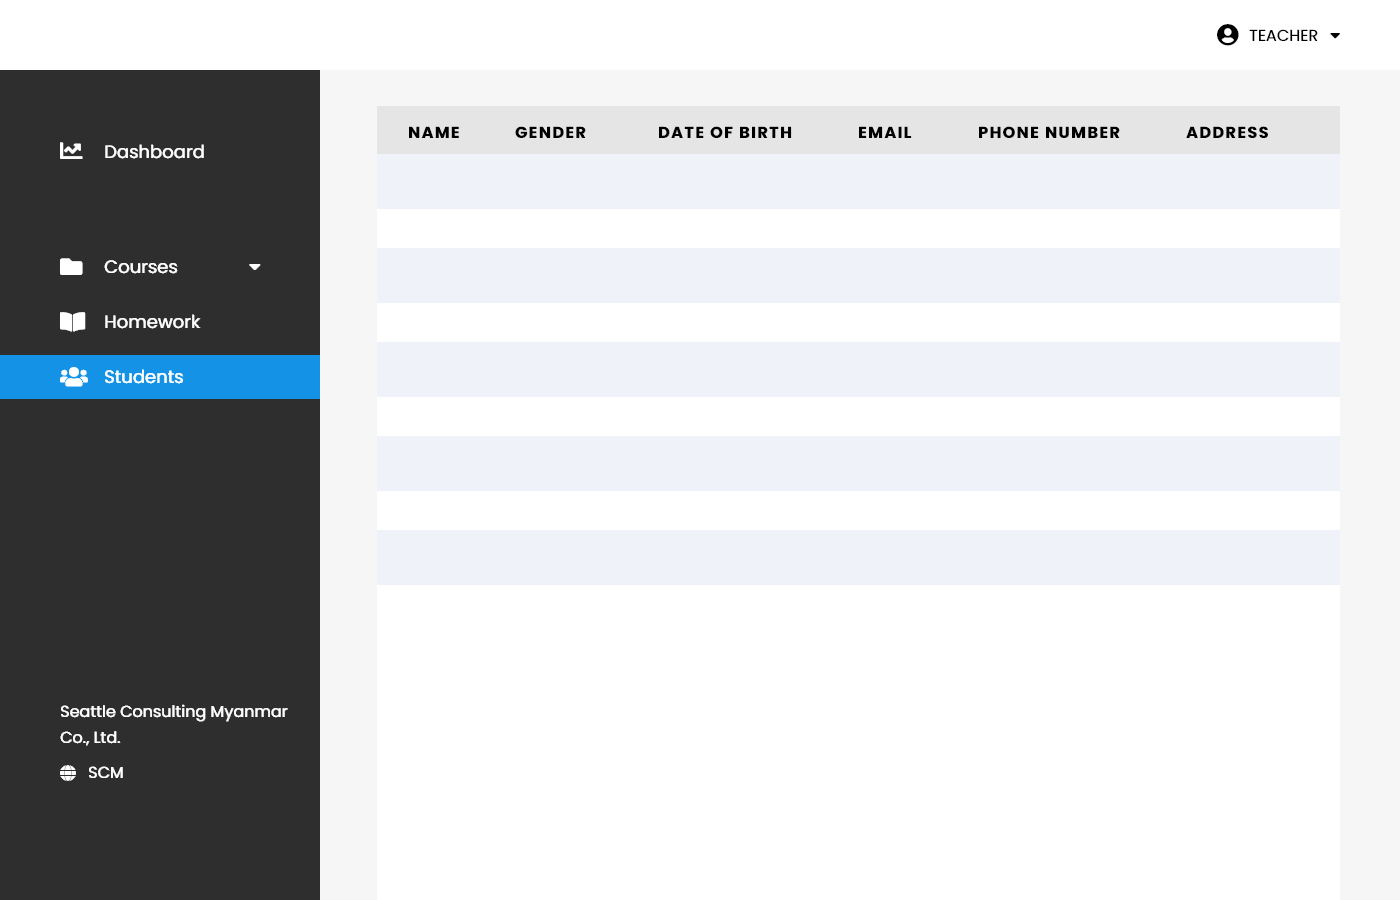 TEACHER
Dashboard
Courses
Homework
Students
Seattle Consulting Myanmar
Co., Ltd.
SCM
NAME GENDER DATE OF BIRTH EMAIL PHONE NUMBER ADDRESS